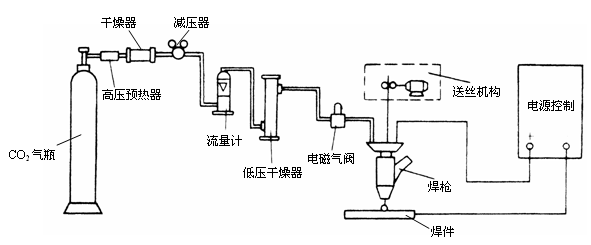 干燥器
减压器
高压预热器
CO₂气瓶
流量计
低压干燥器
电磁气阀
送丝机构
电源控制
+
-
焊枪
焊件